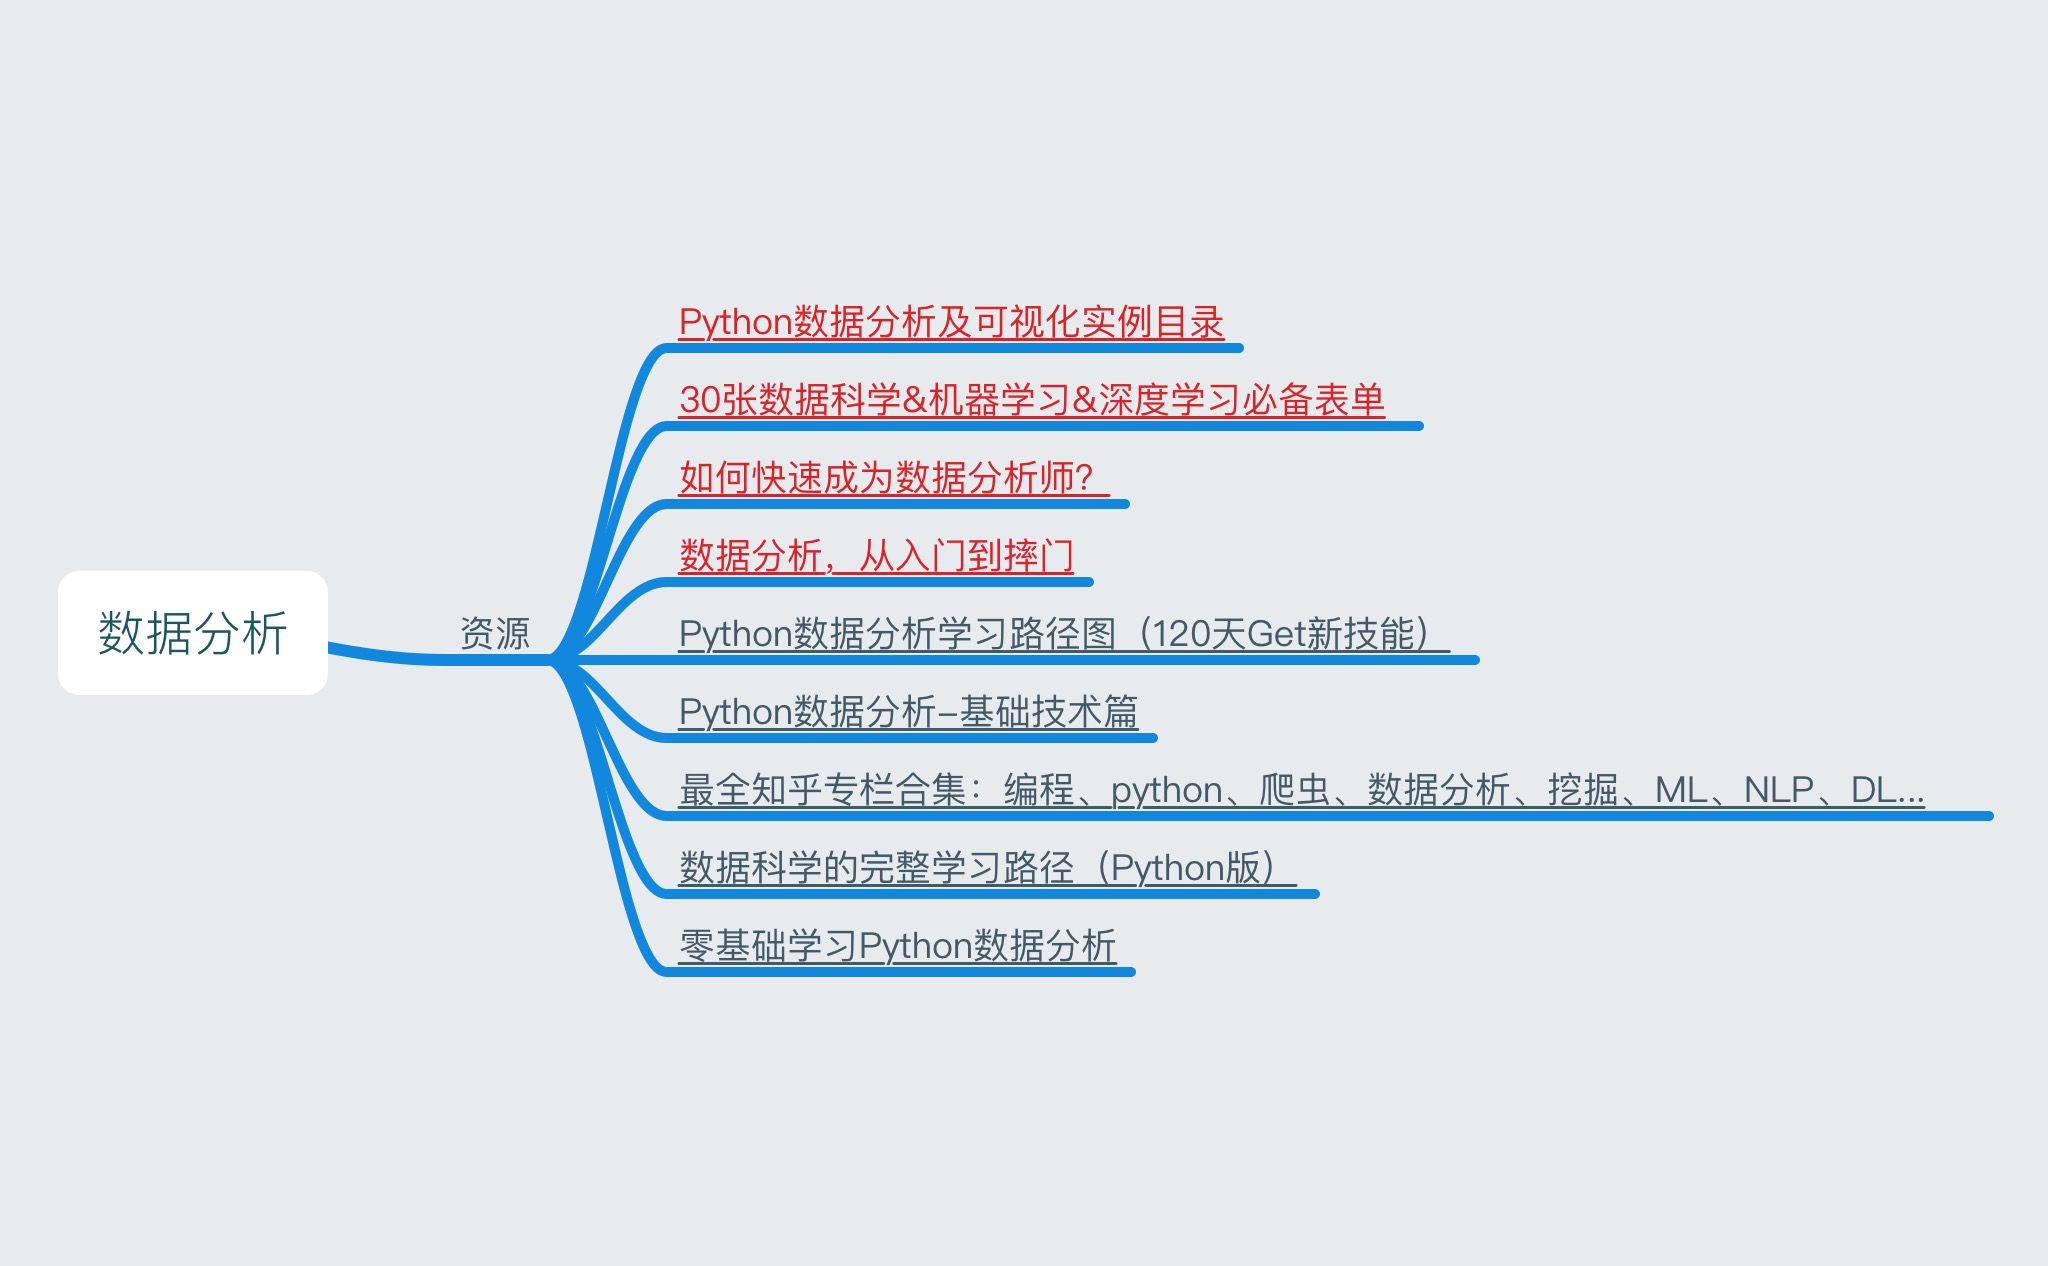 数据分析
资源
Python数据分析及可视化实例目录
30张数据科学&机器学习&深度学习必备表单
如何快速成为数据分析师？
数据分析，从入门到摔门
Python数据分析学习路径图（120天Get新技能）
Python数据分析-基础技术篇
最全知乎专栏合集：编程、python、爬虫、数据分析、挖掘、ML、NLP、DL...
数据科学的完整学习路径（Python版）
零基础学习Python数据分析